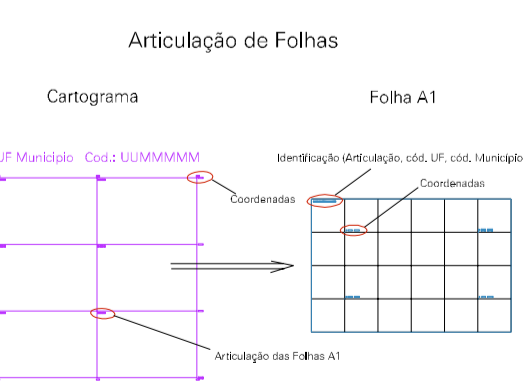 Articulação de Folhas
Cartograma
Folha A1
UF Municipio Cod.: UUMMMMM
Identificação (Articulação, cód. UF, cód. Município
Coordenadas
Coordenadas
Articulação das Folhas A1